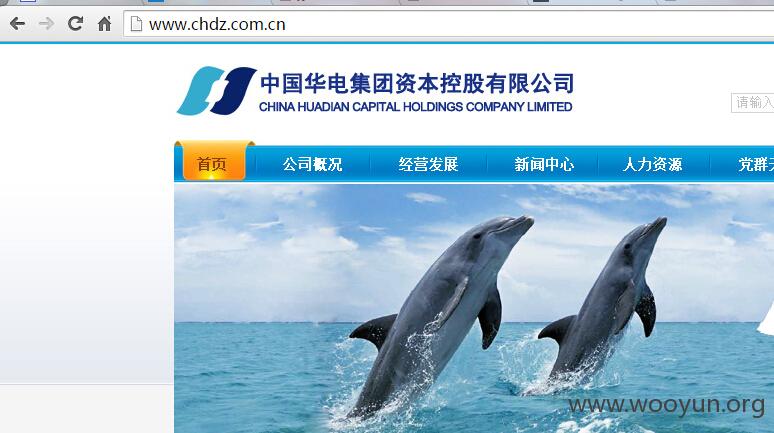 www.chdz.com.cn
中国华电集团资本控股有限公司
CHINA HUADIAN CAPITAL HOLDINGS COMPANY LIMITED
请输入
首页 公司概况 经营发展 新闻中心 人力资源 党群
www.wooyun.org